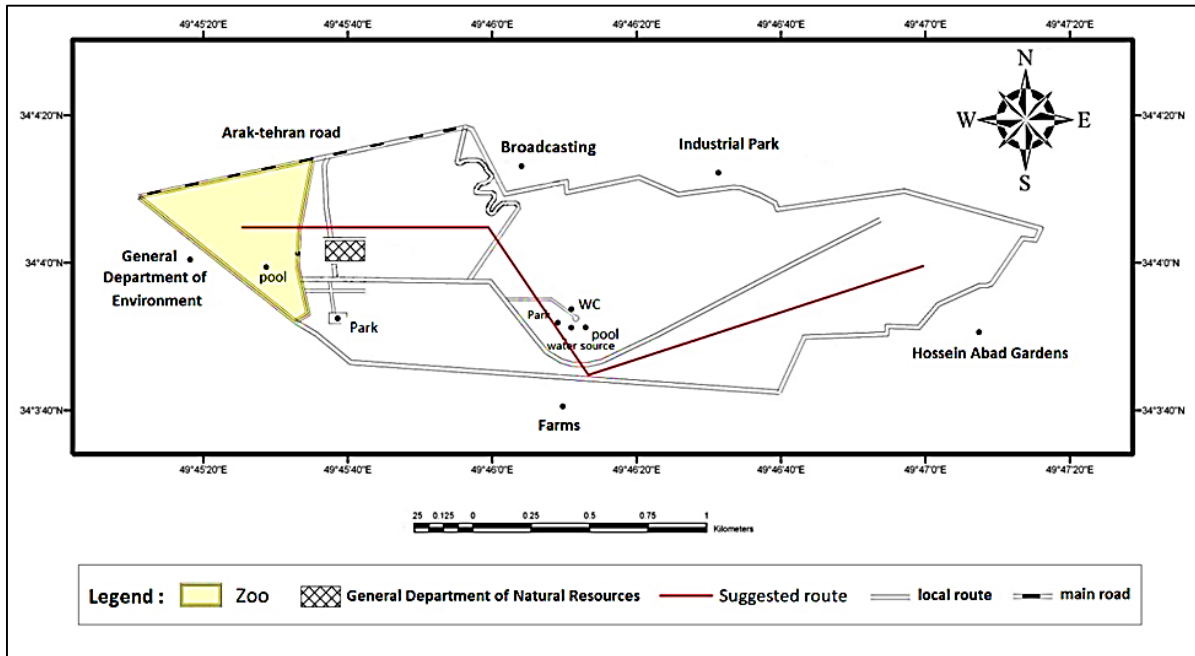 49°45'20"E 49°45'40"E 49°46'0"E 49°46'20"E 49°46'40"E 49°47'0"E 49°47'20"E
34°4'20"N 34°4'20"N
N
W E
S
Arak-tehran road
Broadcasting
Industrial Park
34°4'0"N 34°4'0"N
General
Department of
Environment
pool
Park
WC
Park
pool
water source
Hossein Abad Gardens
34°3'40"N 34°3'40"N
Farms
49°45'20"E 49°45'40"E 49°46'0"E 49°46'20"E 49°46'40"E 49°47'0"E 49°47'20"E
25 0.125 0 0.25 0.5 0.75 1
Kilometers
Legend : Zoo General Department of Natural Resources Suggested route local route main road